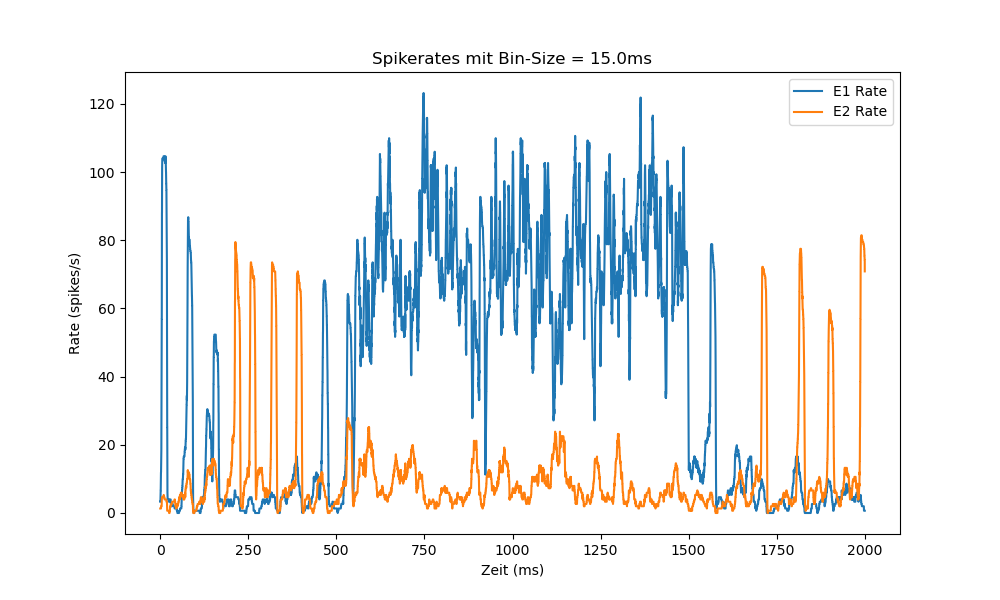 Spikerates mit Bin-Size = 15.0ms
E1 Rate
E2 Rate
120
100
80
60
40
20
0
Rate (spikes/s)
0 250 500 750 1000 1250 1500 1750 2000
Zeit (ms)